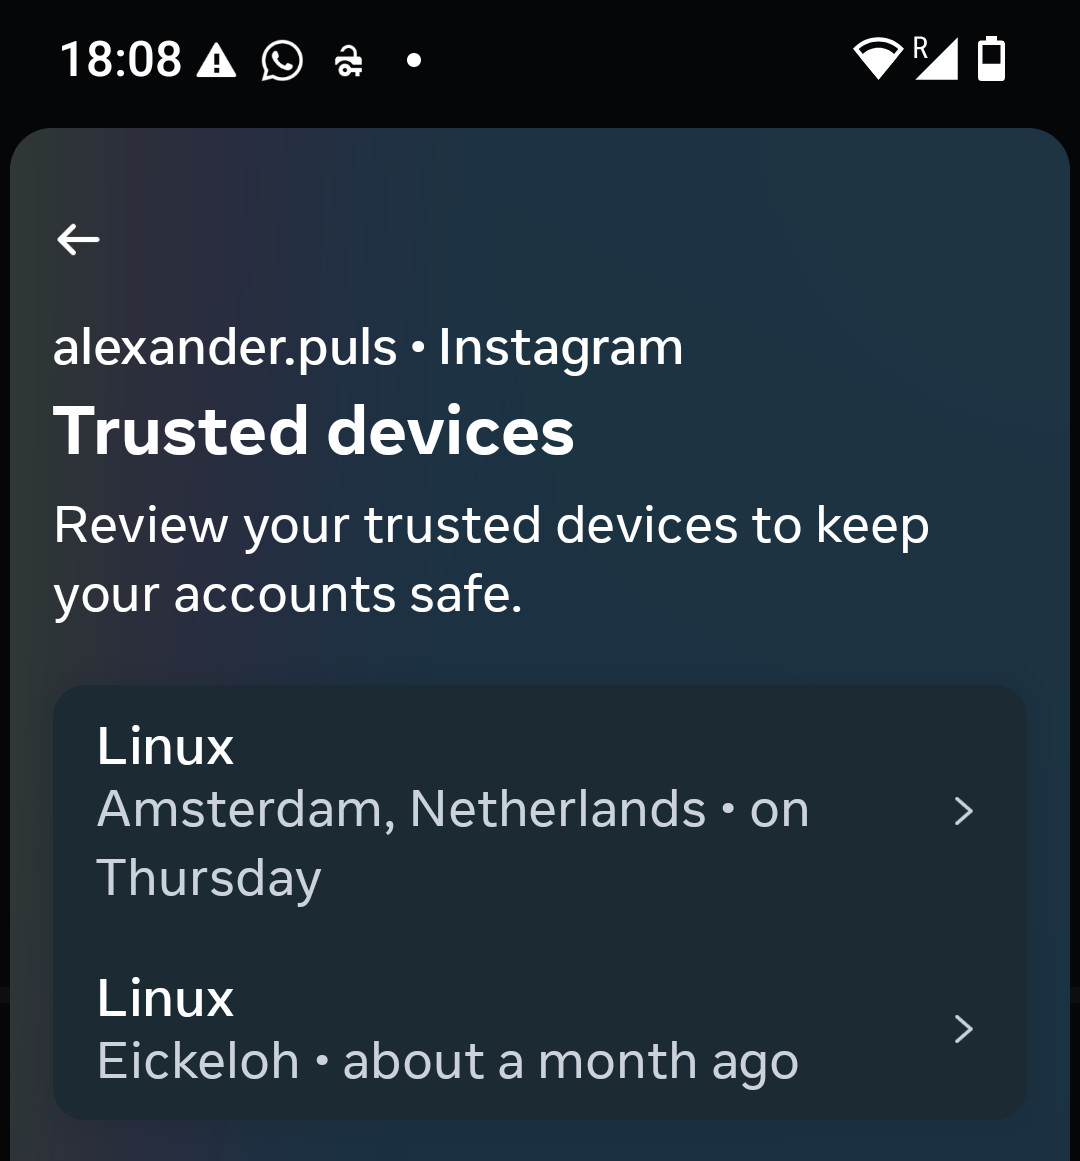 18:08
R
alexander.puls • Instagram
Trusted devices
Review your trusted devices to keep
your accounts safe.
Linux
Amsterdam, Netherlands • on
Thursday
Linux
Eickeloh • about a month ago